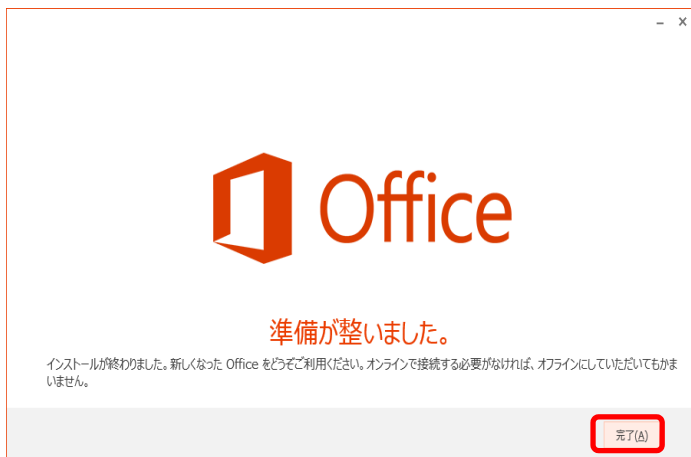 Office
準備が整いました。
インストールが終わりました。新しくなった Office をどうぞご利用ください。オンラインで接続する必要がなければ、オフラインにしていただいてもかま
いません。
完了(A)